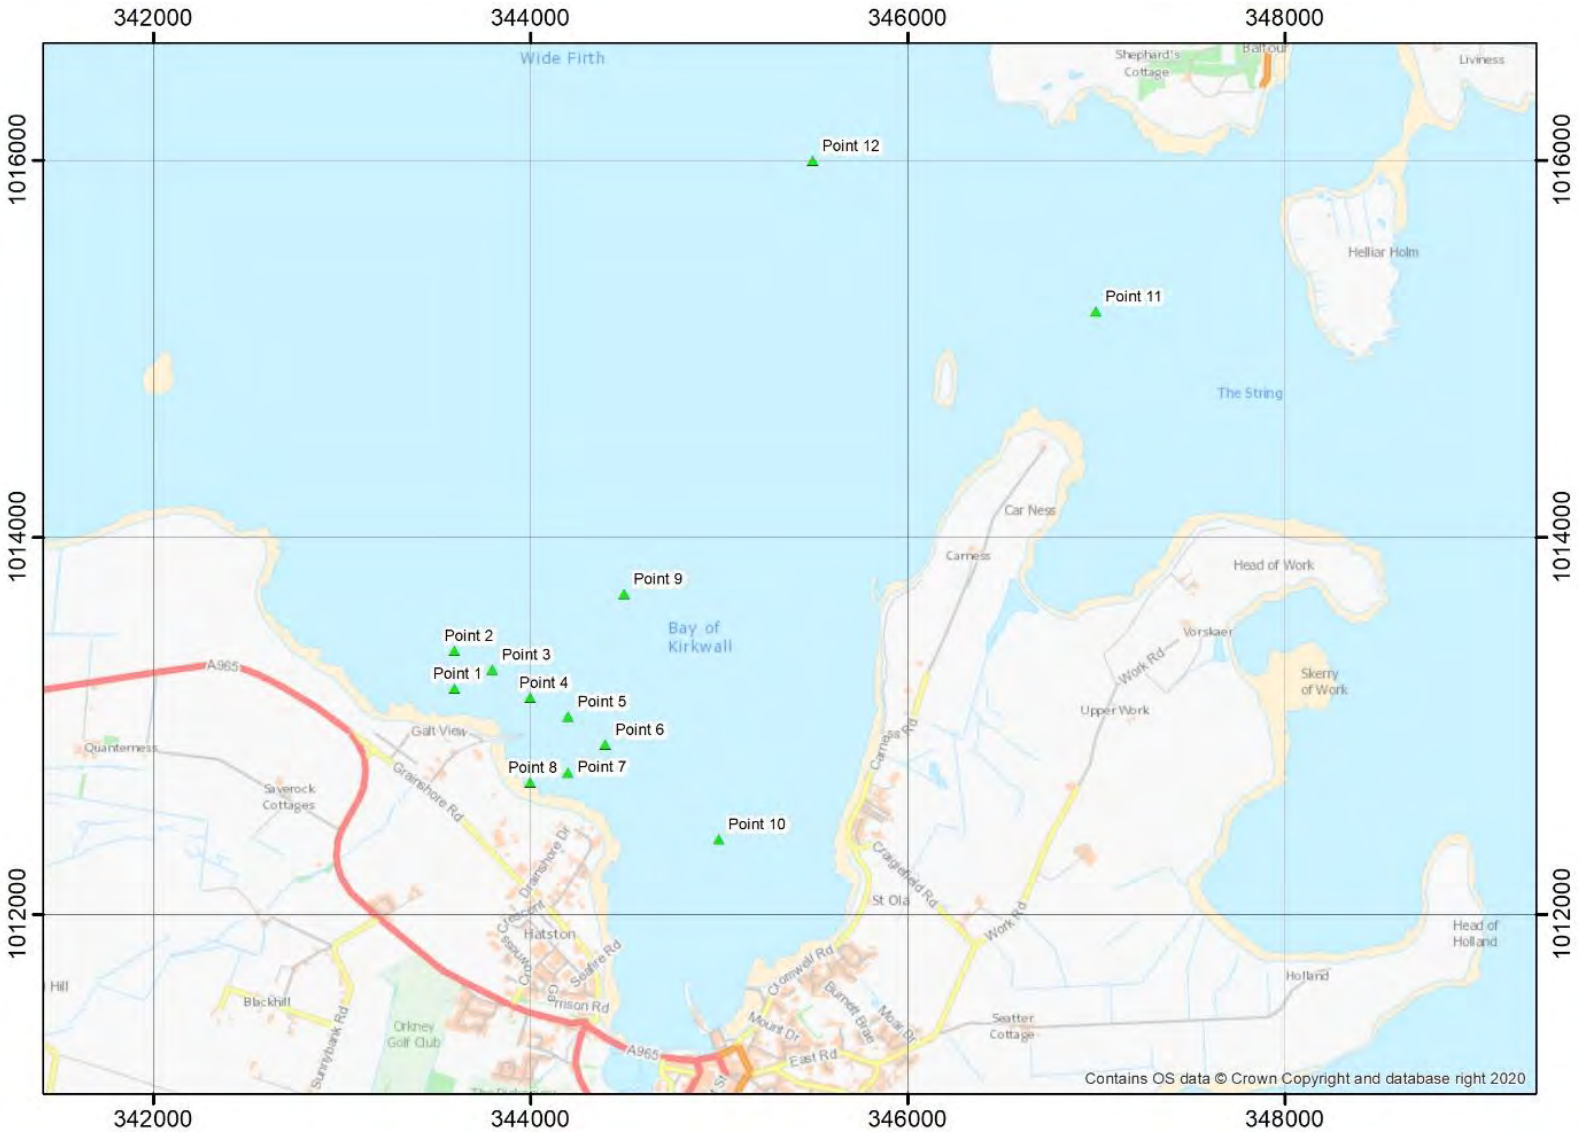 342000
344000
346000
348000
Wide Firth
Shephard's
Cottage
Balfour
Liviness
1016000
Point 12
1016000
Helliar Holm
Point 11
The String
1014000
Car Ness
1014000
Carness
Head of Work
Point 9
Bay of
Kirkwall
Point 2
Vorskaer
Point 3
A965
Work Rd
Point 1
Point 4
Skerry
of Work
Point 5
Upper Work
Galt View
Point 6
Carness Rd
Quanterness
Point 8
Point 7
Grainshore Rd
Saverock
Cottages
Point 10
Grainshore Dr
Craigiefield Rd
St Ola
1012000
Crescent
Work Rd
1012000
Hatston
Head of
Holland
Seafire Rd
Cromwell Rd
Holland
Hill
Blackhill
Burnett Brae
rrison Rd
Moar Dr
Sunnybank Rd
Orkney
Golf Club
Mount Dr
Seatter
Cottage
A965
East Rd
St
Contains OS data © Crown Copyright and database right 2020
342000
344000
346000
348000